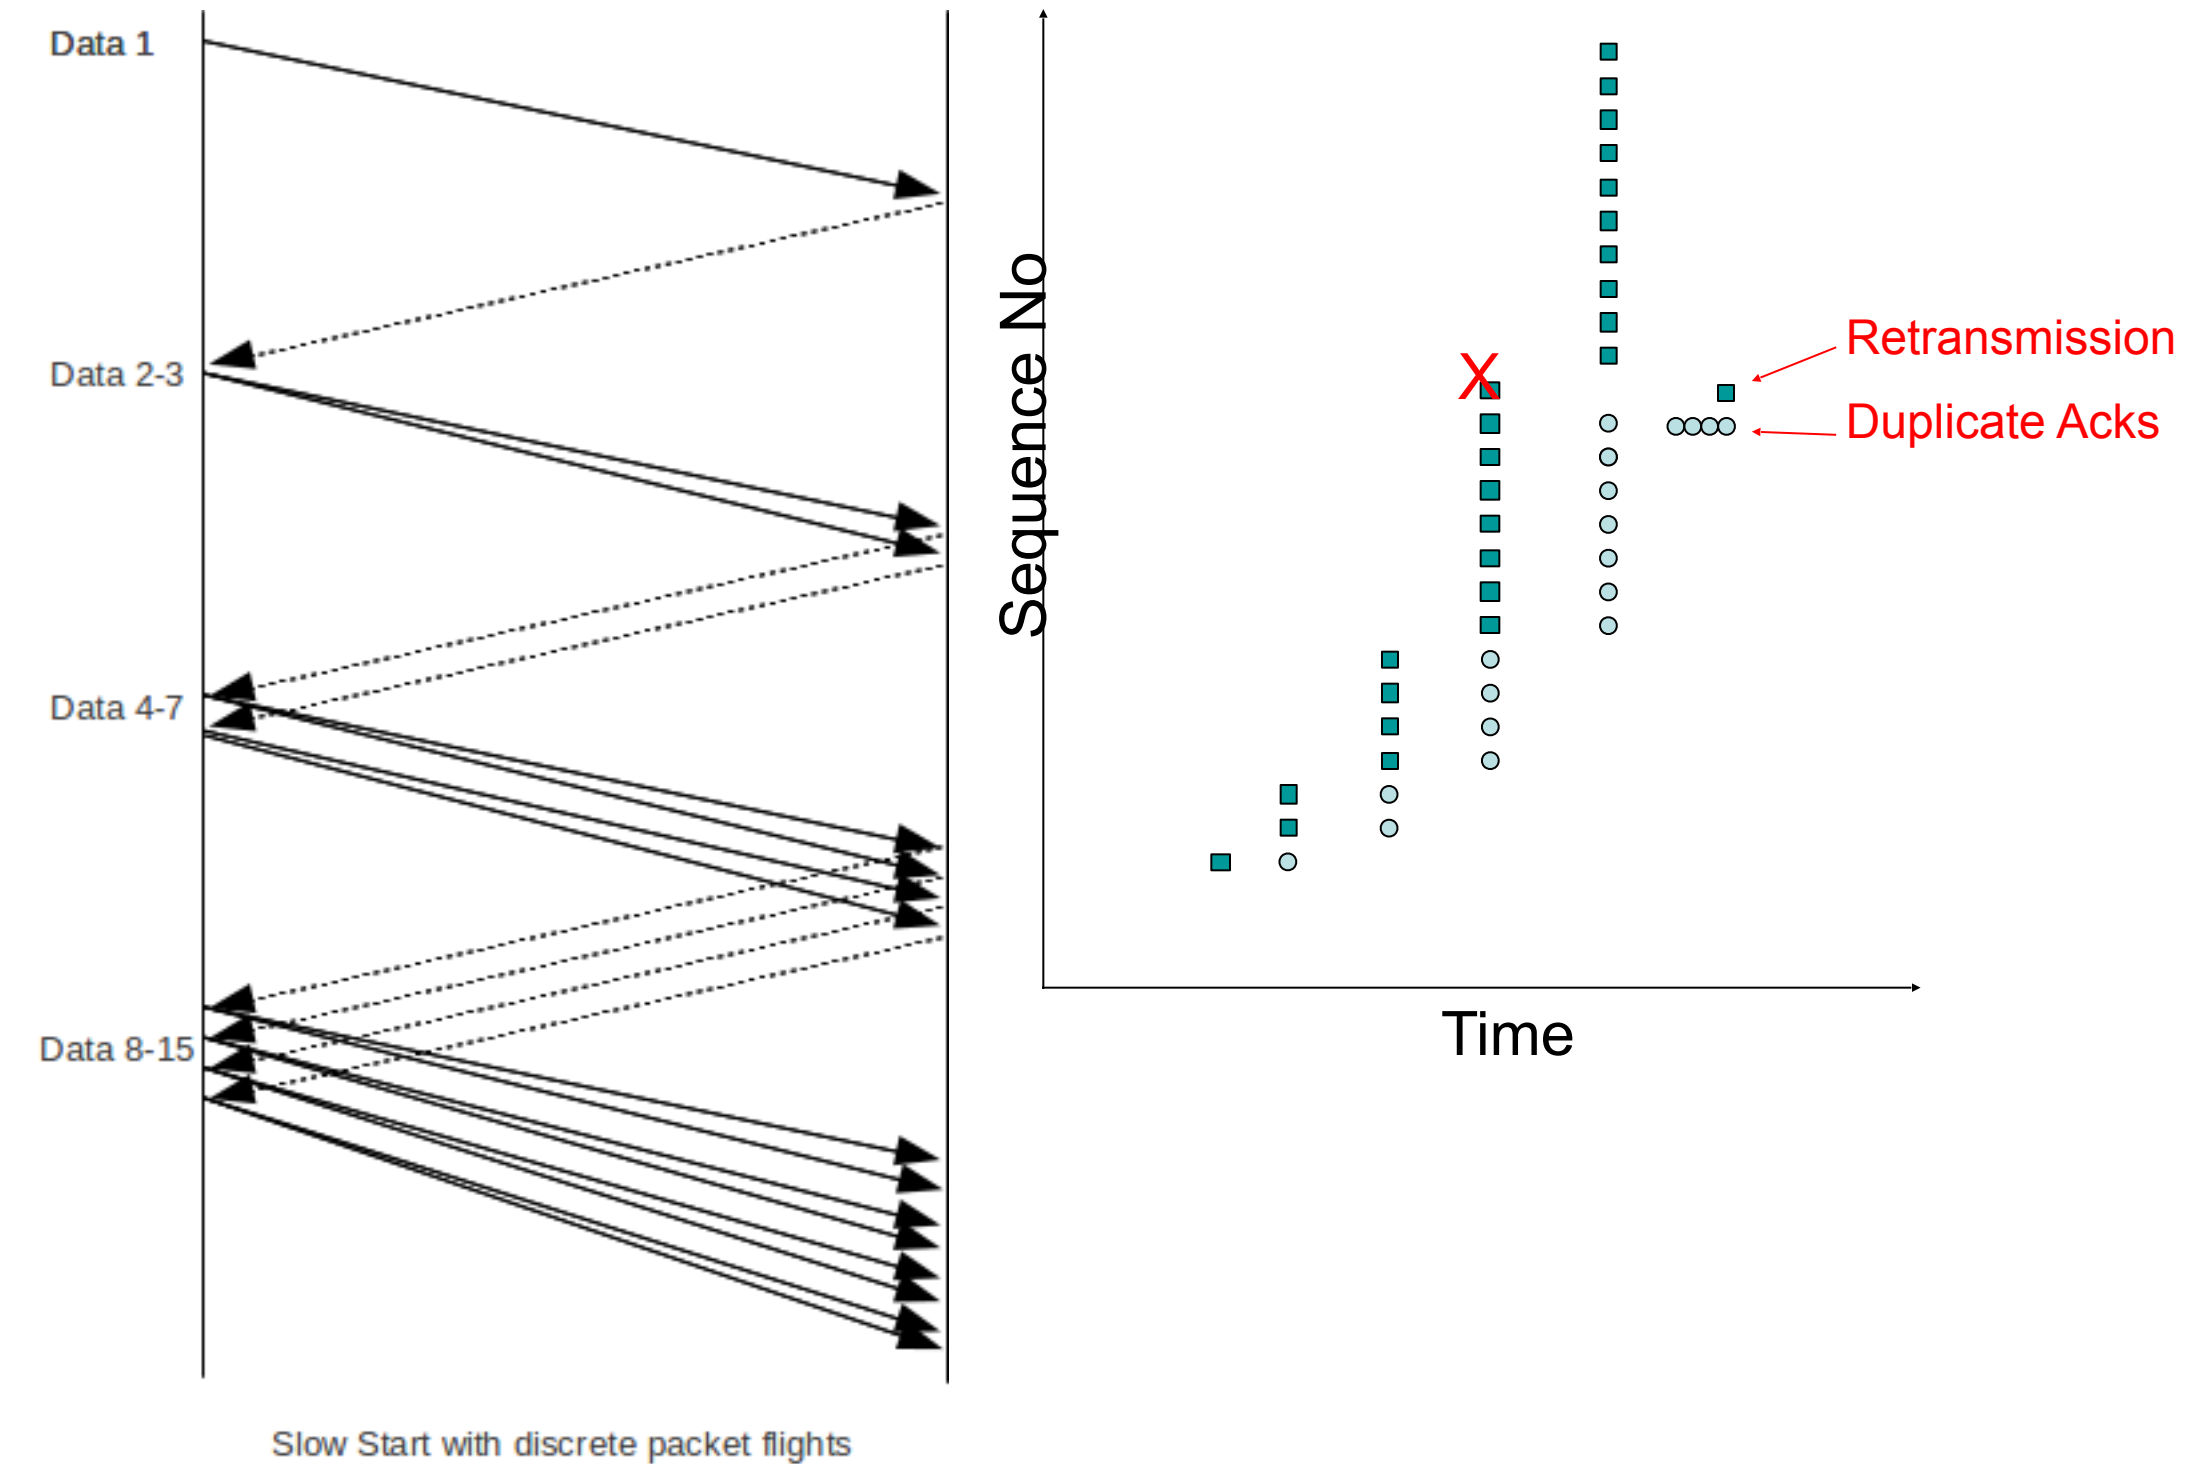 Data 1
Data 2-3
Data 4-7
Data 8-15
Slow Start with discrete packet flights
Sequence No
X
Retransmission
Duplicate Acks
Time